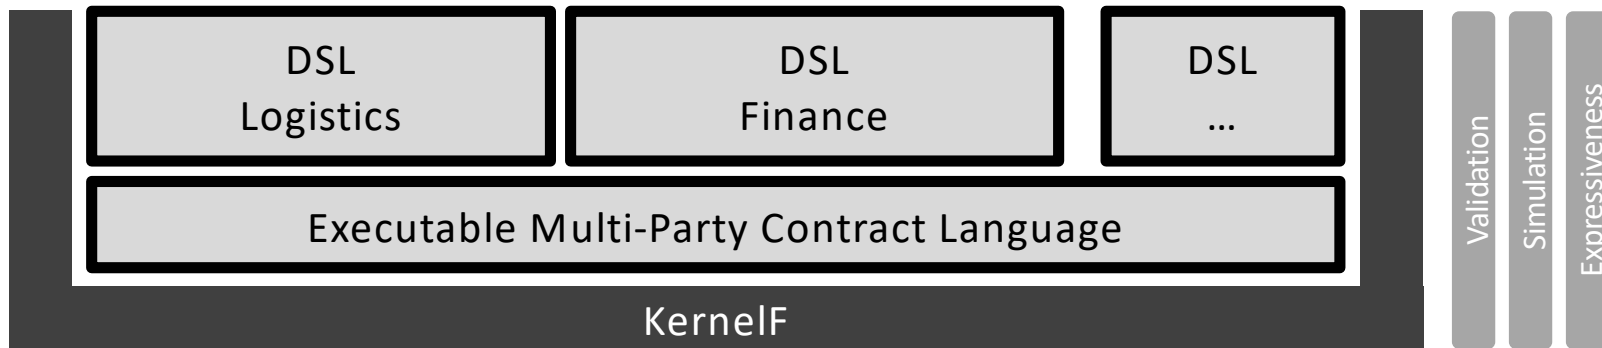 DSL
Logistics
DSL
Finance
DSL
...
Executable Multi-Party Contract Language
KernelF
Validation
Simulation
Expressiveness